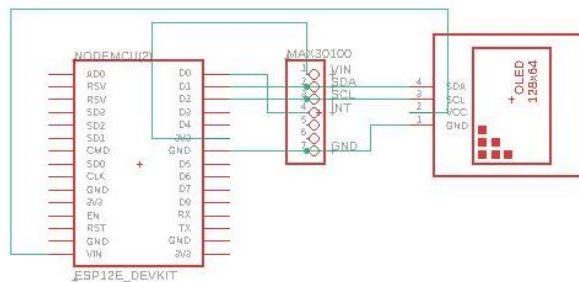 NODEMCU(2)
AD0
RSV
RSV
SD3
SD2
SD1
CMD
SD0
CLK
GND
3V3
EN
RST
GND
VIN
D0
D1
D2
D3
D4
3V3
GND
D5
D6
D7
D8
RX
TX
GND
3V3
ESP12E_DEVKIT
MAX30100
1 VIN
2 SDA
3 SCL
4 INT
5
6
7 GND
4 SDA
3 SCL
2 VCC
1 GND
OLED
128x64